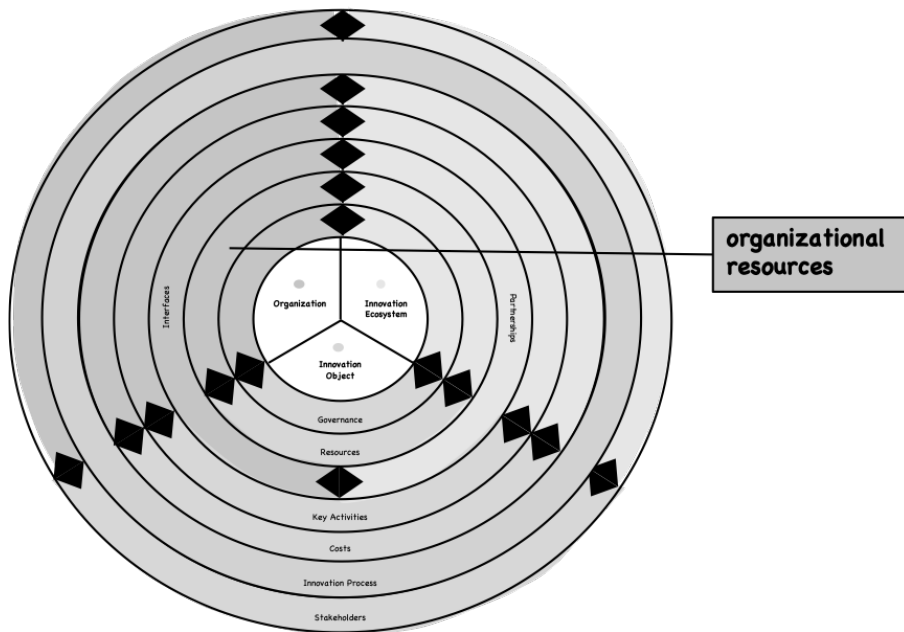 organizational
resources
Organization
Innovation
Ecosystem
Interfaces
Partnerships
Innovation
Object
Governance
Resources
Key Activities
Costs
Innovation Process
Stakeholders